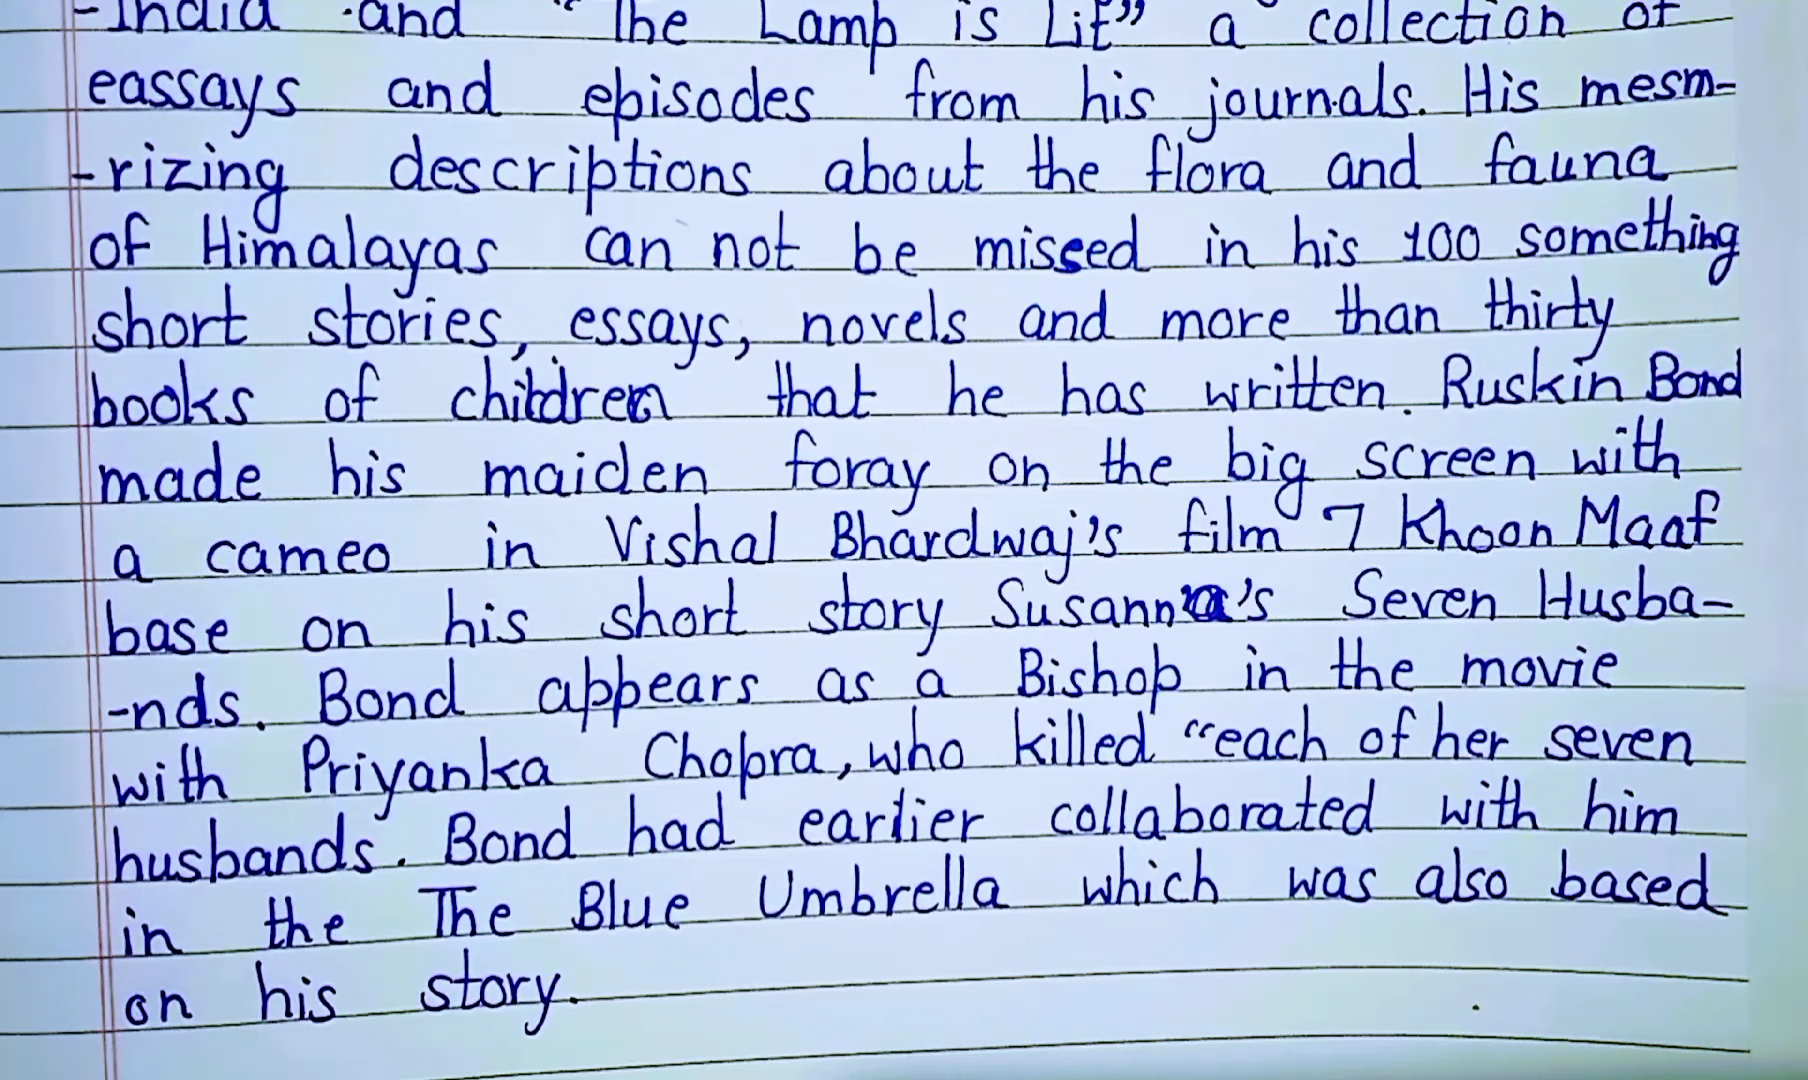 -India and "The Lamp is Lit" a collection of
eassays and episodes from his journals. His mesm-
-rizing descriptions about the flora and fauna
of Himalayas can not be missed in his 100 something
short stories, essays, novels and more than thirty
books of children that he has written. Ruskin Bond
made his maiden foray on the big screen with
a cameo in Vishal Bhardwaj's film 7 Khoon Maaf
base on his short story Susanna's Seven Husba-
-nds. Bond appears as a Bishop in the movie
with Priyanka Chopra, who killed "each of her seven
husbands. Bond had earlier collaborated with him
in the The Blue Umbrella which was also based
on his story.